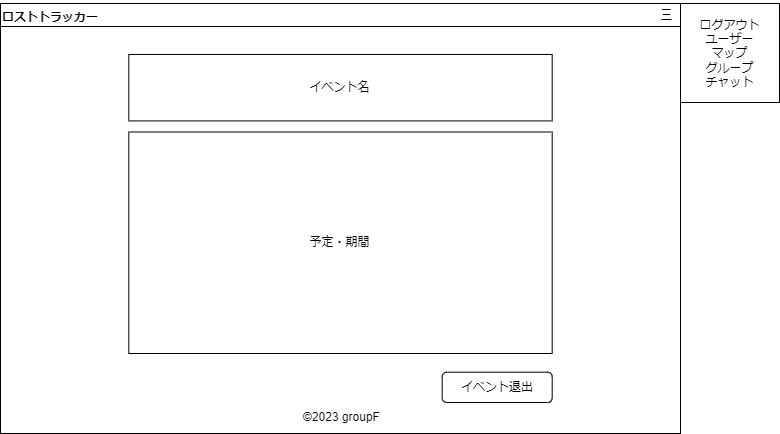 ロストトラッカー
三
ログアウト
ユーザー
マップ
グループ
チャット
イベント名
予定・期間
イベント退出
©2023 groupF